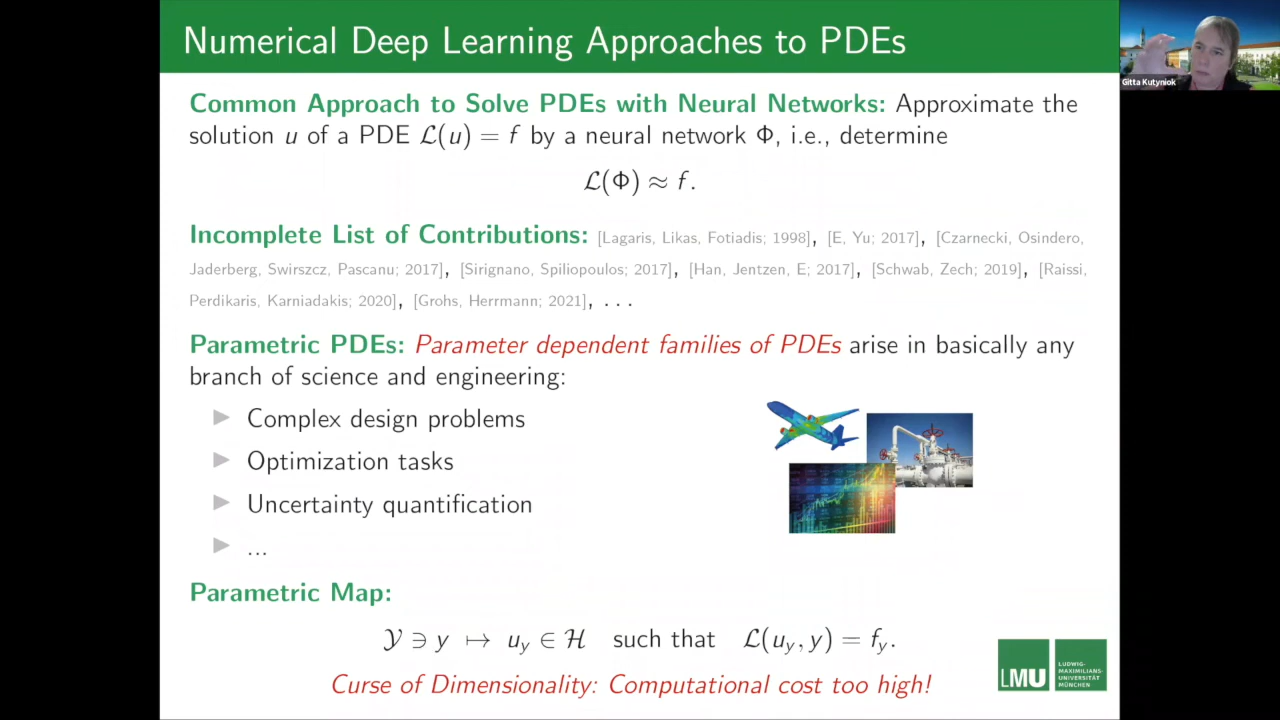 Numerical Deep Learning Approaches to PDEs
Gitta Kutyniok
Common Approach to Solve PDEs with Neural Networks: Approximate the
solution u of a PDE ℒ(u) = f by a neural network Φ, i.e., determine
ℒ(Φ) ≈ f.
Incomplete List of Contributions: [Lagaris, Likas, Fotiadis; 1998], [E, Yu; 2017], [Czarnecki, Osindero,
Jaderberg, Swirszcz, Pascanu; 2017], [Sirignano, Spiliopoulos; 2017], [Han, Jentzen, E; 2017], [Schwab, Zech; 2019], [Raissi,
Perdikaris, Karniadakis; 2020], [Grohs, Herrmann; 2021], . . .
Parametric PDEs: Parameter dependent families of PDEs arise in basically any
branch of science and engineering:
Complex design problems
Optimization tasks
Uncertainty quantification
...
Parametric Map:
𝒴 ∋ y ↦ u_y ∈ ℋ such that ℒ(u_y, y) = f_y.
Curse of Dimensionality: Computational cost too high!
LMU
LUDWIG-
MAXIMILIANS-
UNIVERSITÄT
MÜNCHEN